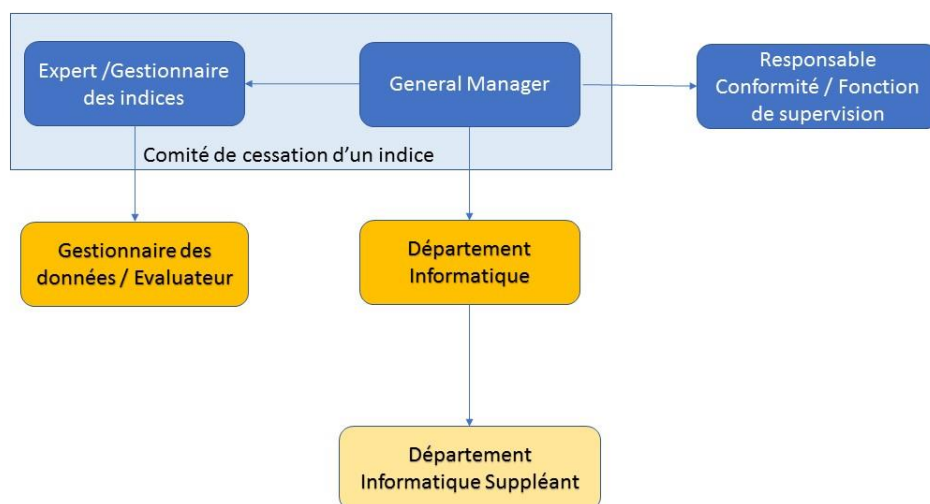 Expert /Gestionnaire
des indices
General Manager
Responsable
Conformité / Fonction
de supervision
Comité de cessation d'un indice
Gestionnaire des
données / Evaluateur
Département
Informatique
Département
Informatique Suppléant